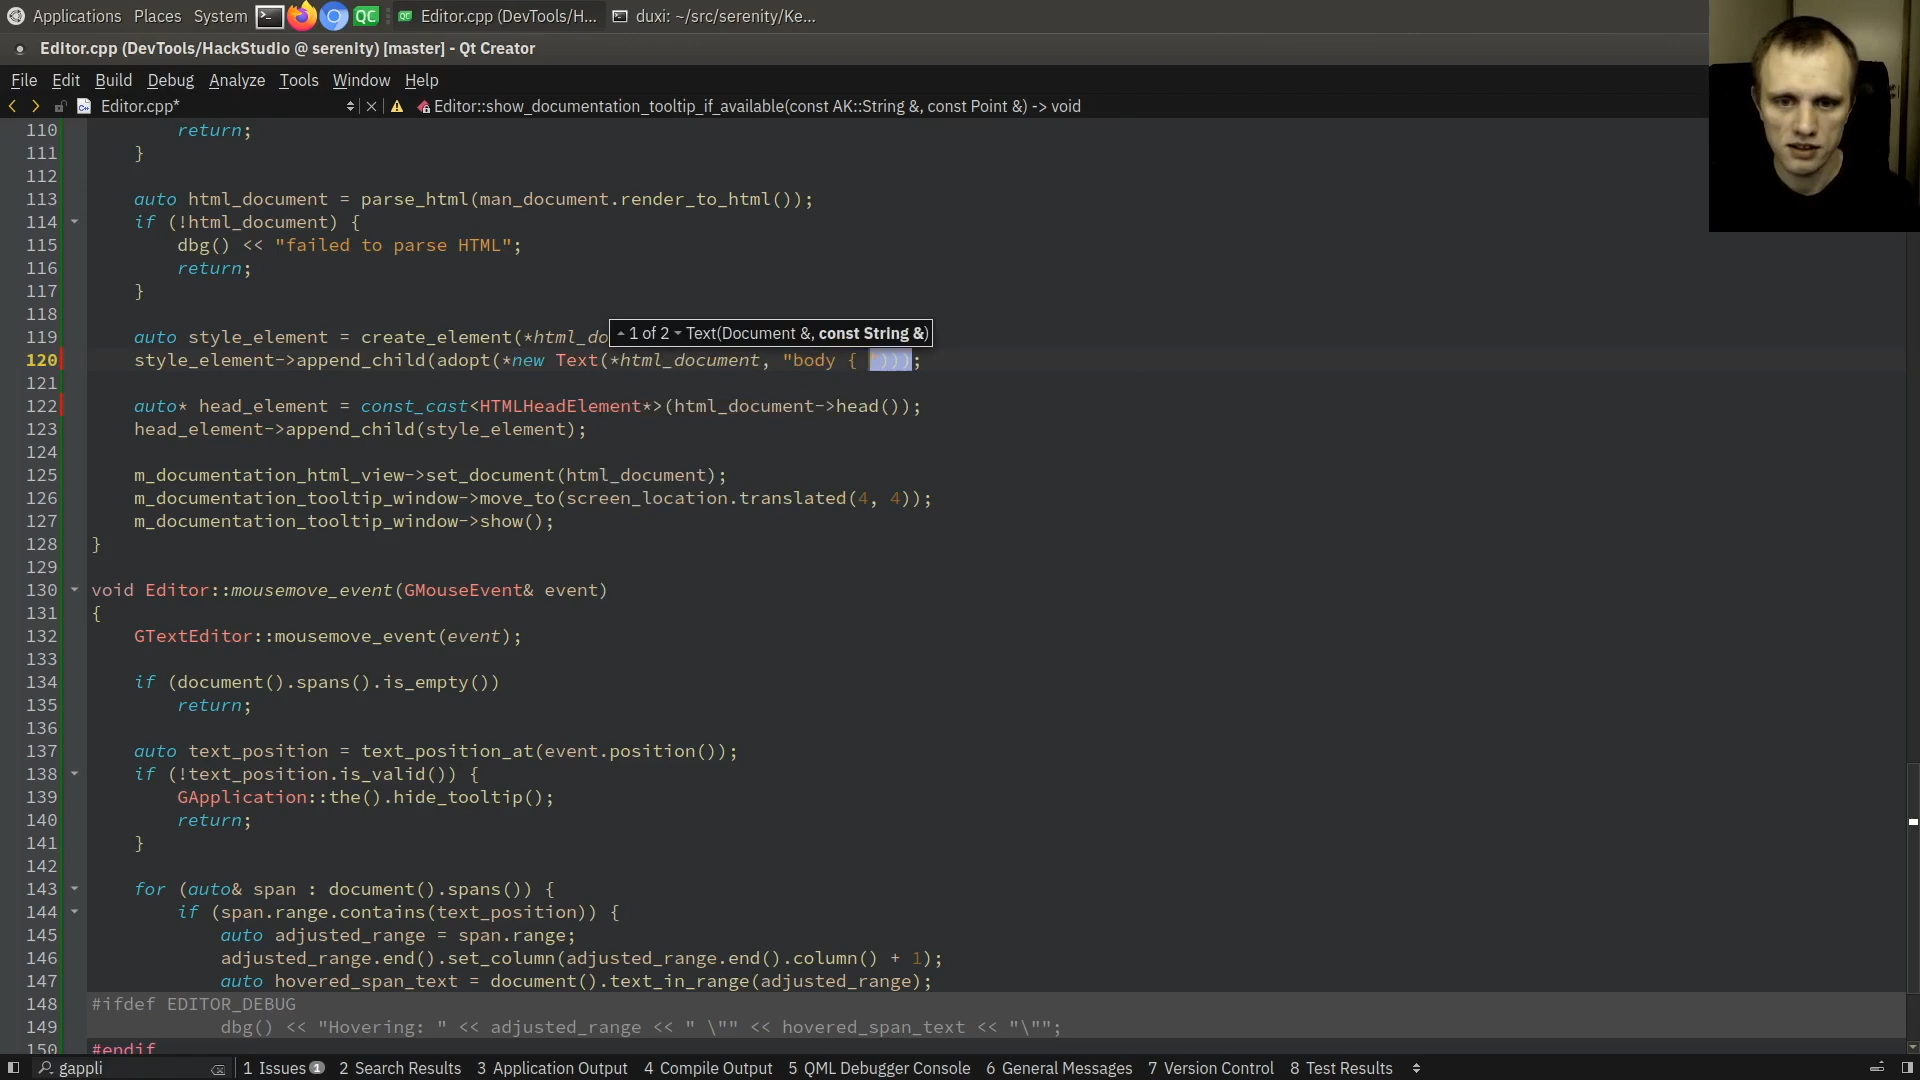 Applications Places System QC QC Editor.cpp (DevTools/H... duxi: ~/src/serenity/Ke...
Editor.cpp (DevTools/HackStudio @ serenity) [master] - Qt Creator
File Edit Build Debug Analyze Tools Window Help
Editor.cpp* Editor::show_documentation_tooltip_if_available(const AK::String &, const Point &) -> void
110 return;
111 }
112
113 auto html_document = parse_html(man_document.render_to_html());
114 if (!html_document) {
115 dbg() << "failed to parse HTML";
116 return;
117 }
118
1 of 2 Text(Document &, const String &)
119 auto style_element = create_element(*html_do
120 style_element->append_child(adopt(*new Text(*html_document, "body { ")));
121
122 auto* head_element = const_cast<HTMLHeadElement*>(html_document->head());
123 head_element->append_child(style_element);
124
125 m_documentation_html_view->set_document(html_document);
126 m_documentation_tooltip_window->move_to(screen_location.translated(4, 4));
127 m_documentation_tooltip_window->show();
128 }
129
130 void Editor::mousemove_event(GMouseEvent& event)
131 {
132 GTextEditor::mousemove_event(event);
133
134 if (document().spans().is_empty())
135 return;
136
137 auto text_position = text_position_at(event.position());
138 if (!text_position.is_valid()) {
139 GApplication::the().hide_tooltip();
140 return;
141 }
142
143 for (auto& span : document().spans()) {
144 if (span.range.contains(text_position)) {
145 auto adjusted_range = span.range;
146 adjusted_range.end().set_column(adjusted_range.end().column() + 1);
147 auto hovered_span_text = document().text_in_range(adjusted_range);
148 #ifdef EDITOR_DEBUG
149 dbg() << "Hovering: " << adjusted_range << " \"" << hovered_span_text << "\"";
150 #endif
gappli 1 Issues 1 2 Search Results 3 Application Output 4 Compile Output 5 QML Debugger Console 6 General Messages 7 Version Control 8 Test Results